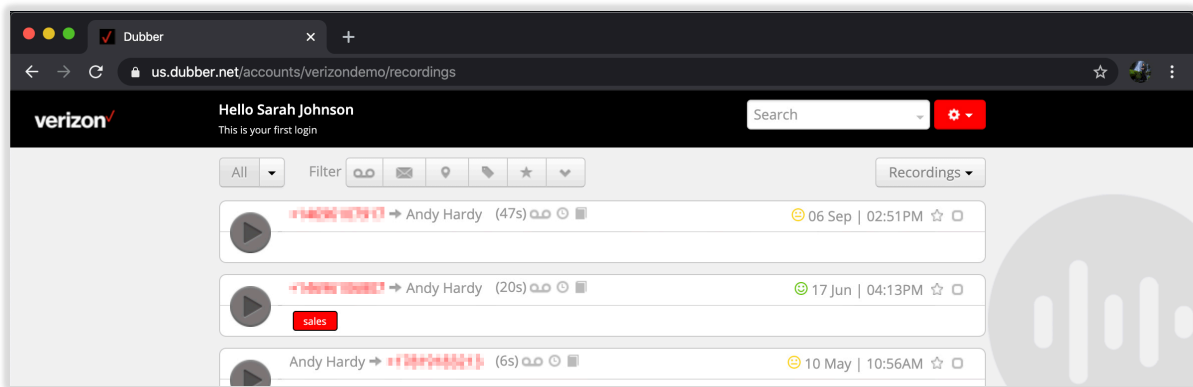 Dubber
us.dubber.net/accounts/verizondemo/recordings
verizon
Hello Sarah Johnson
This is your first login
Search
All Filter Recordings
Andy Hardy (47s) 06 Sep | 02:51PM
Andy Hardy (20s) 17 Jun | 04:13PM
sales
Andy Hardy (6s) 10 May | 10:56AM